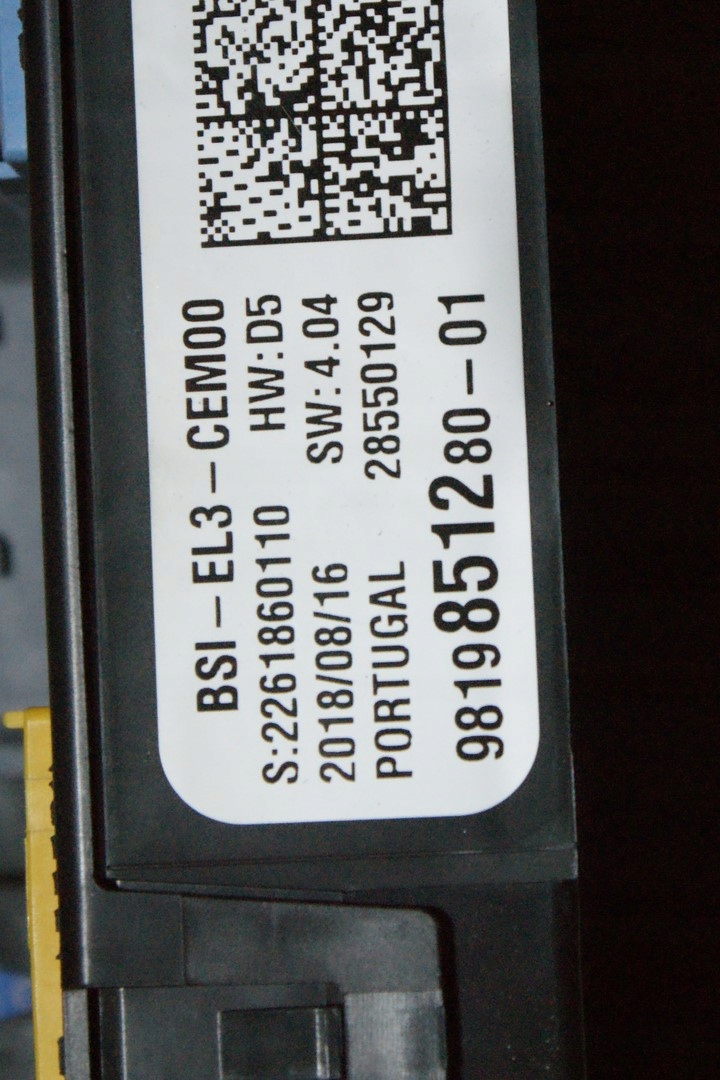 BSI-EL3-CEM00
S:2261860110 HW:D5
2018/08/16 SW:4.04
PORTUGAL 28550129
9819851280-01